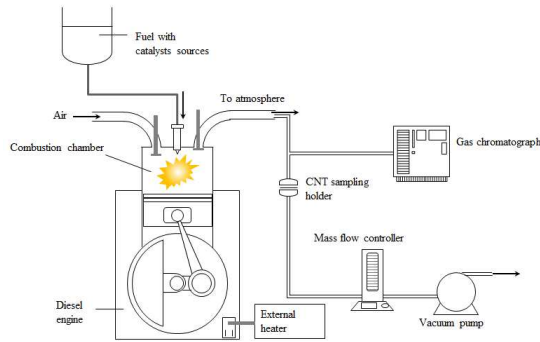 Fuel with
catalysts sources
To atmosphere
Air
Combustion chamber
Gas chromatograph
CNT sampling
holder
Mass flow controller
Diesel
engine
External
heater
Vacuum pump